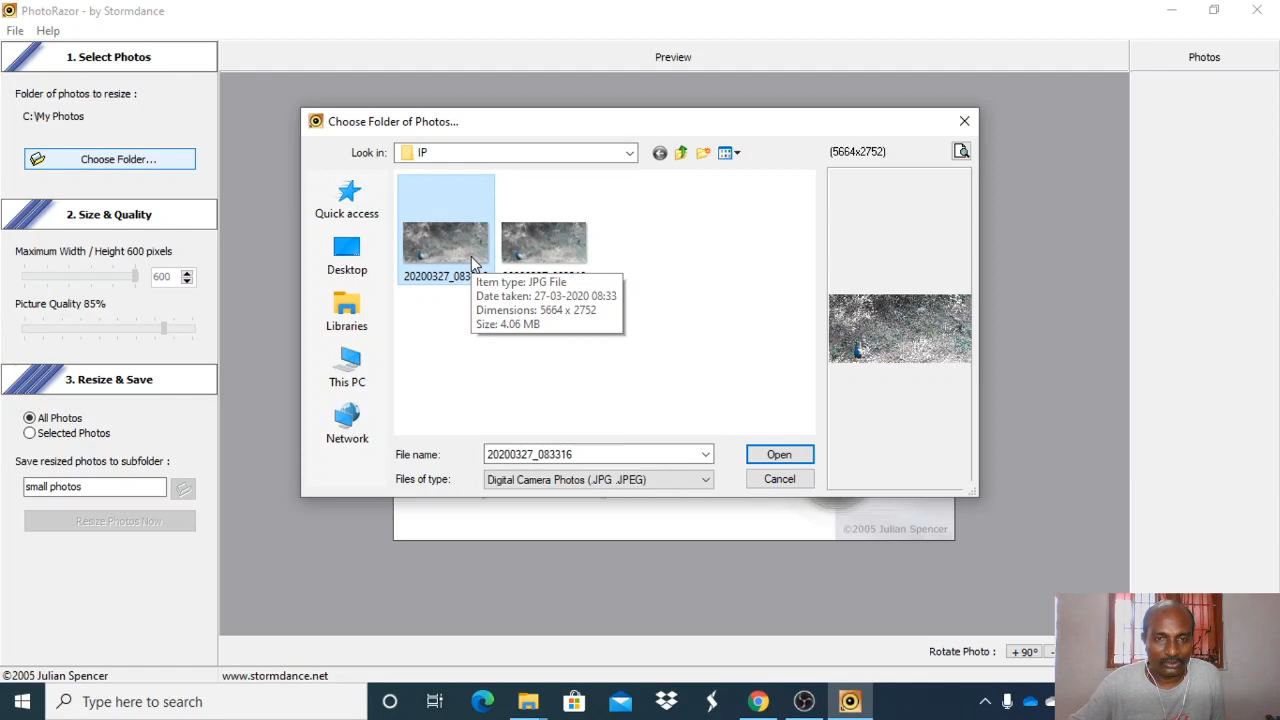 PhotoRazor - by Stormdance
File Help
1. Select Photos
Preview
Photos
Folder of photos to resize :
C:\My Photos
Choose Folder...
2. Size & Quality
Maximum Width / Height 600 pixels
600
Picture Quality 85%
3. Resize & Save
All Photos
Selected Photos
Save resized photos to subfolder :
small photos
Resize Photos Now
Choose Folder of Photos...
Look in:
IP
(5664x2752)
Quick access
Desktop
Libraries
This PC
Network
Item type: JPG File
Date taken: 27-03-2020 08:33
Dimensions: 5664 x 2752
Size: 4.06 MB
File name:
20200327_083316
Open
Files of type:
Digital Camera Photos (.JPG .JPEG)
Cancel
©2005 Julian Spencer
Rotate Photo :
+ 90°
©2005 Julian Spencer
www.stormdance.net
Type here to search